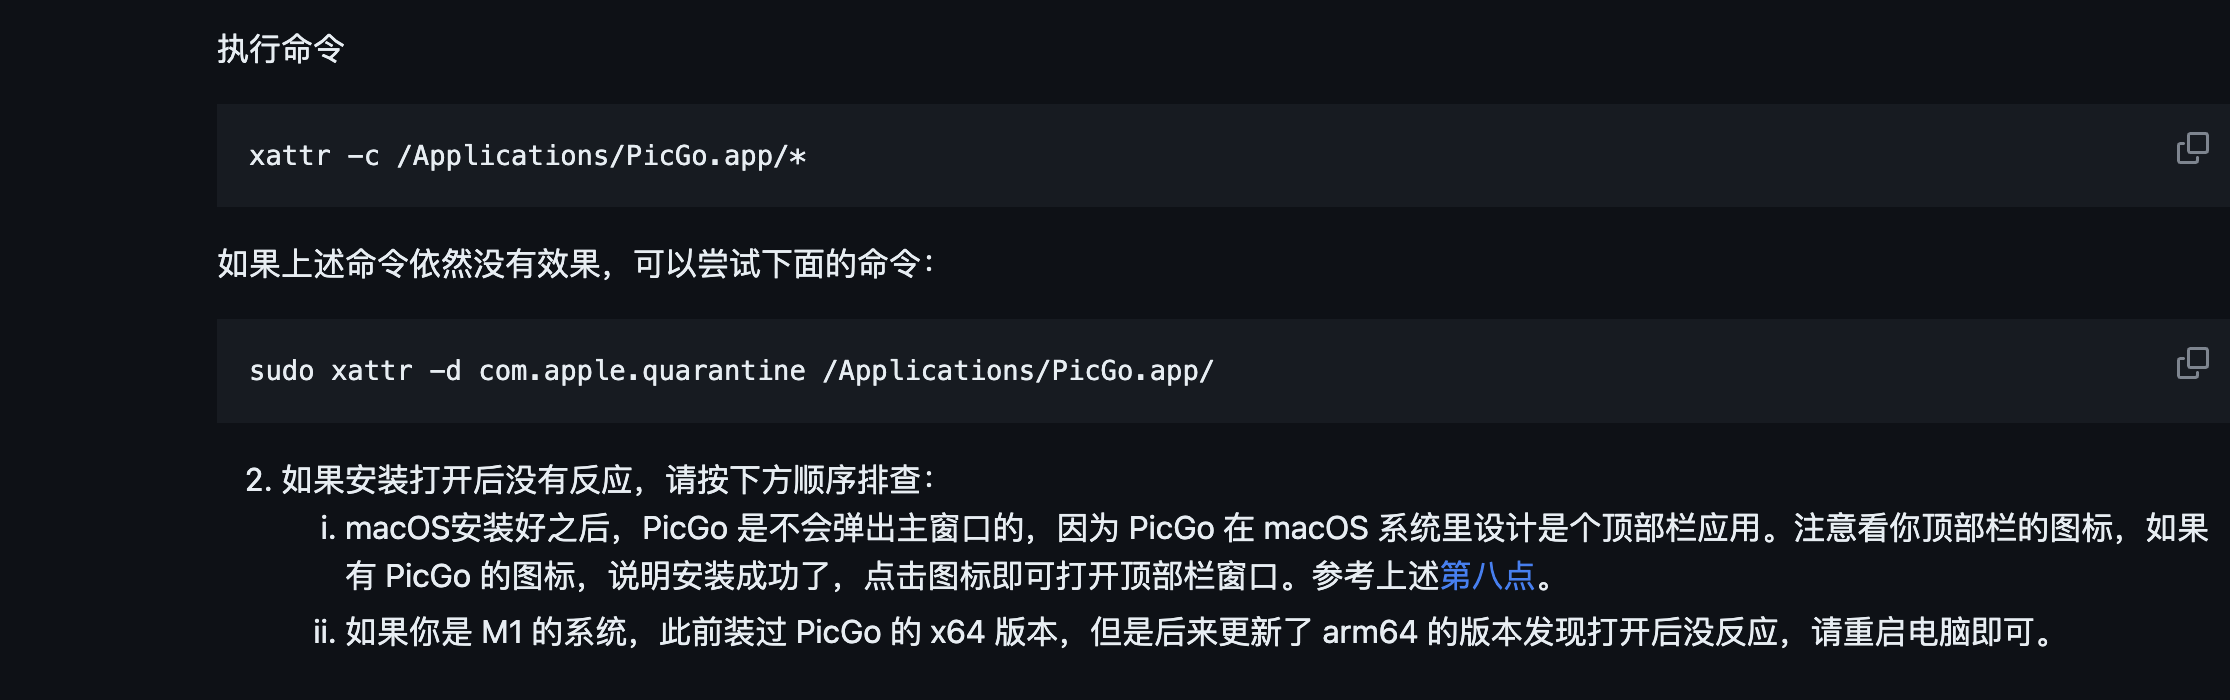 执行命令
xattr -c /Applications/PicGo.app/*
如果上述命令依然没有效果，可以尝试下面的命令：
sudo xattr -d com.apple.quarantine /Applications/PicGo.app/
2. 如果安装打开后没有反应，请按下方顺序排查：
i. macOS安装好之后，PicGo 是不会弹出主窗口的，因为 PicGo 在 macOS 系统里设计是个顶部栏应用。注意看你顶部栏的图标，如果
有 PicGo 的图标，说明安装成功了，点击图标即可打开顶部栏窗口。参考上述第八点。
ii. 如果你是 M1 的系统，此前装过 PicGo 的 x64 版本，但是后来更新了 arm64 的版本发现打开后没反应，请重启电脑即可。